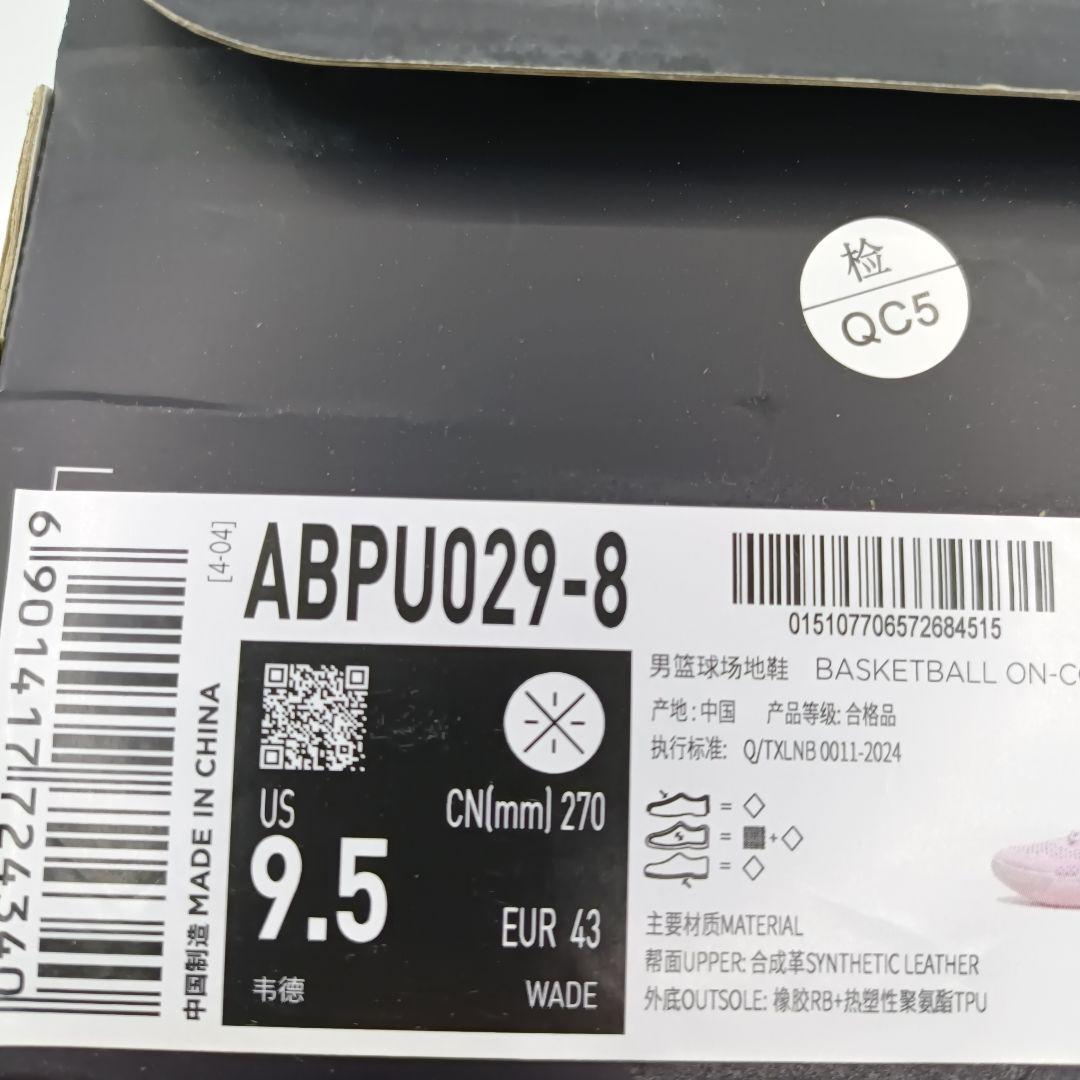 检
QC5
6901417724340
[4-04]
ABPU029-8
015107706572684515
中国制造 MADE IN CHINA
US
9.5
CN(mm) 270
EUR 43
韦德
WADE
男篮球场地鞋 BASKETBALL ON-CO
产地: 中国 产品等级: 合格品
执行标准: Q/TXLNB 0011-2024
= ◇
= ▩+◇
= ◇
主要材质MATERIAL
帮面UPPER: 合成革SYNTHETIC LEATHER
外底OUTSOLE: 橡胶RB+热塑性聚氨酯TPU